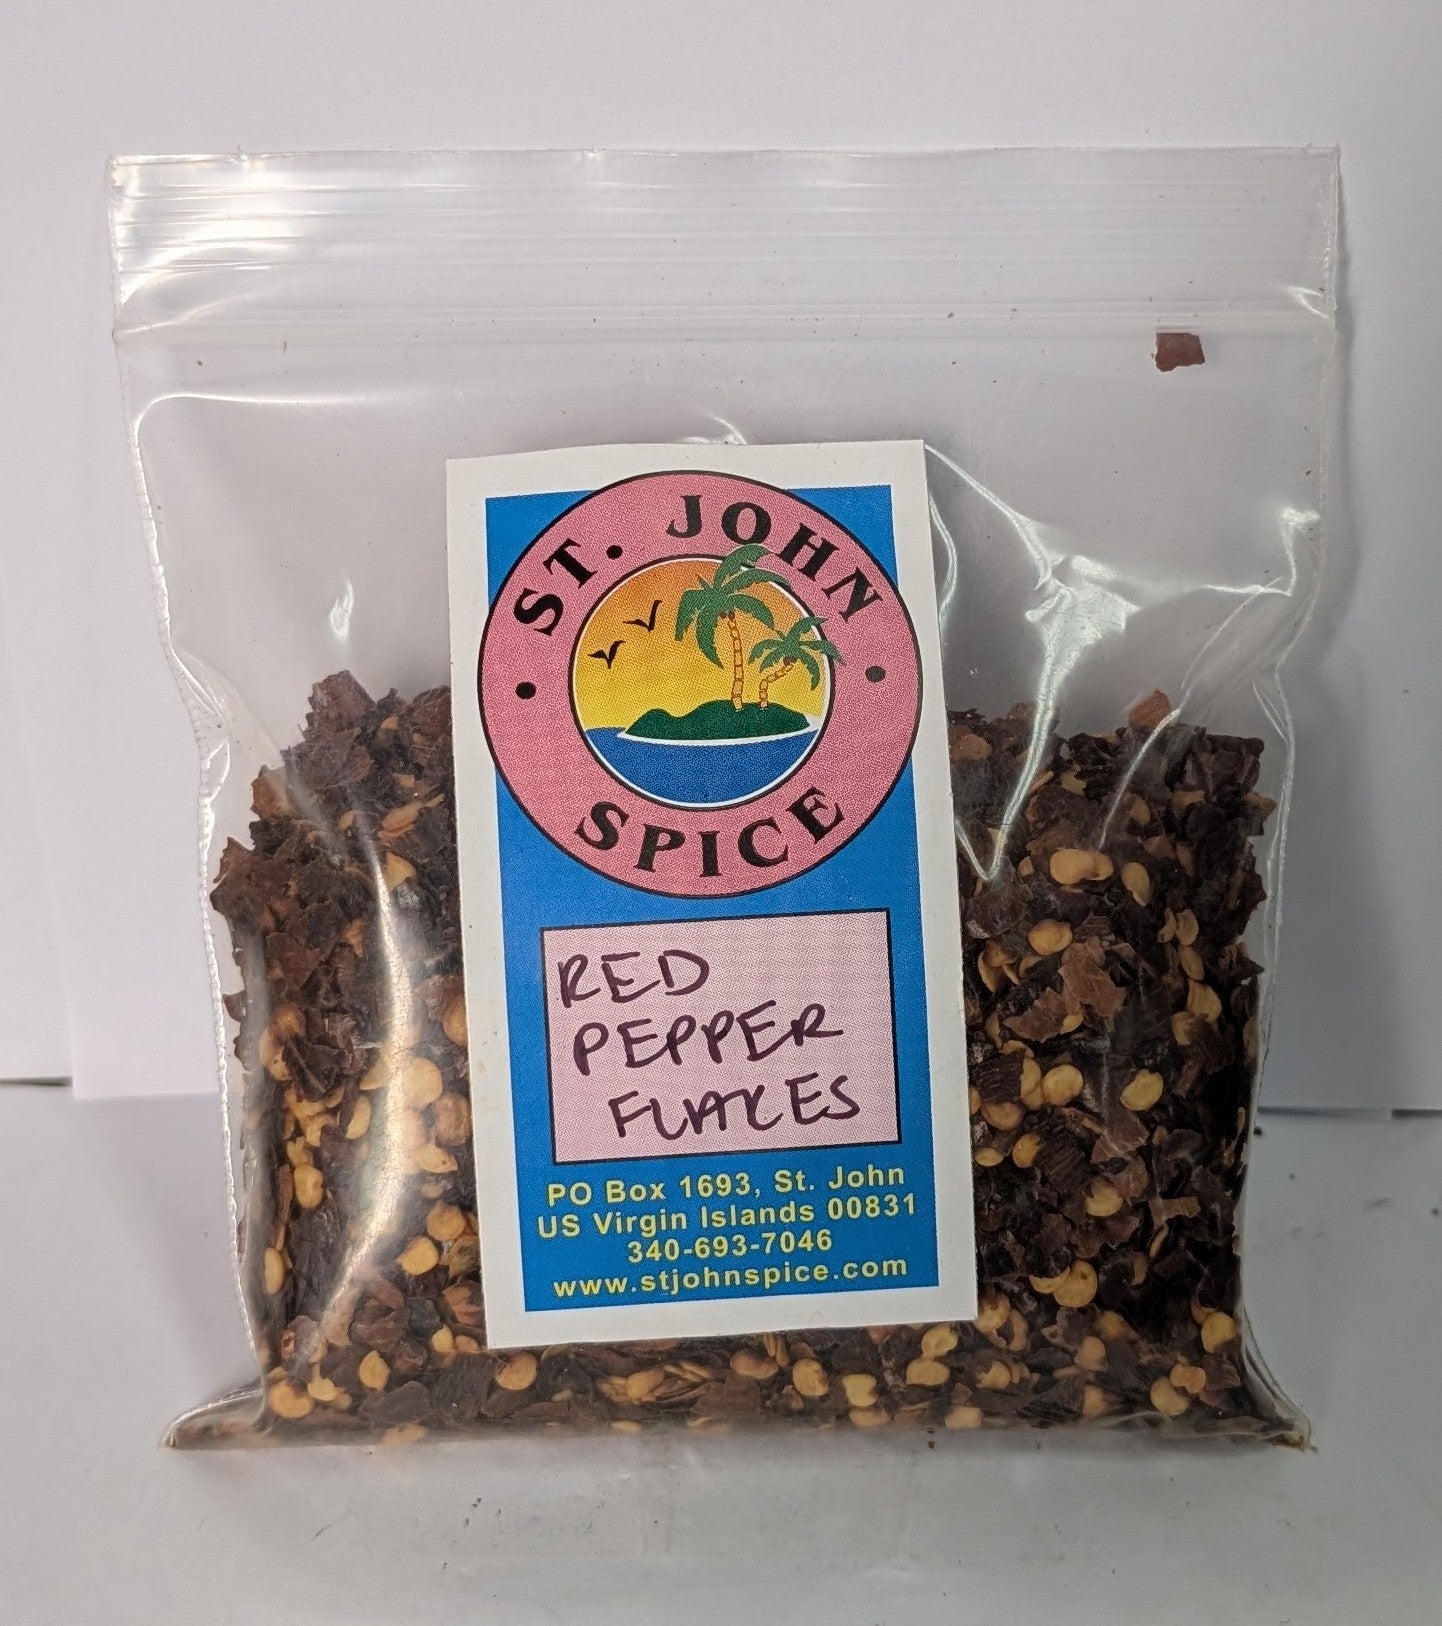 ST. JOHN
SPICE
RED
PEPPER
FLAKES
PO Box 1693, St. John
US Virgin Islands 00831
340-693-7046
www.stjohnspice.com